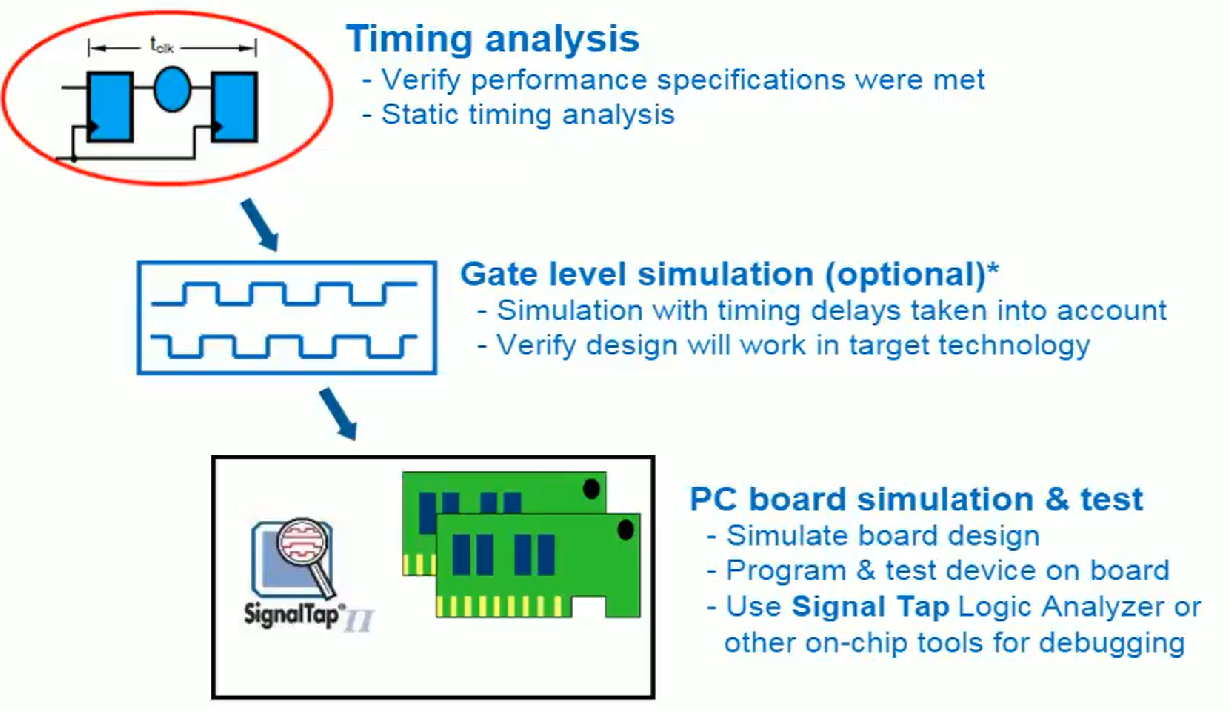 t_clk
Timing analysis
- Verify performance specifications were met
- Static timing analysis
Gate level simulation (optional)*
- Simulation with timing delays taken into account
- Verify design will work in target technology
PC board simulation & test
- Simulate board design
- Program & test device on board
- Use Signal Tap Logic Analyzer or
other on-chip tools for debugging
SignalTap® II